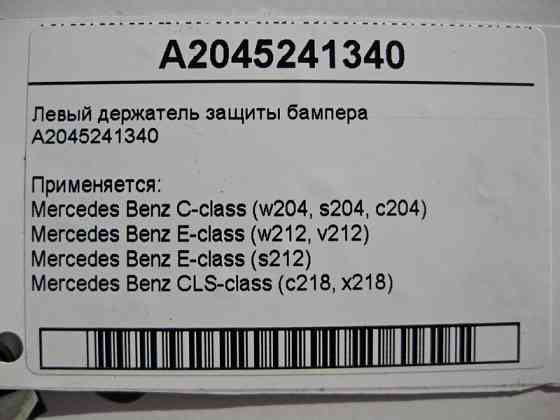 A2045241340
Левый держатель защиты бампера
A2045241340
Применяется:
Mercedes Benz C-class (w204, s204, c204)
Mercedes Benz E-class (w212, v212)
Mercedes Benz E-class (s212)
Mercedes Benz CLS-class (c218, x218)